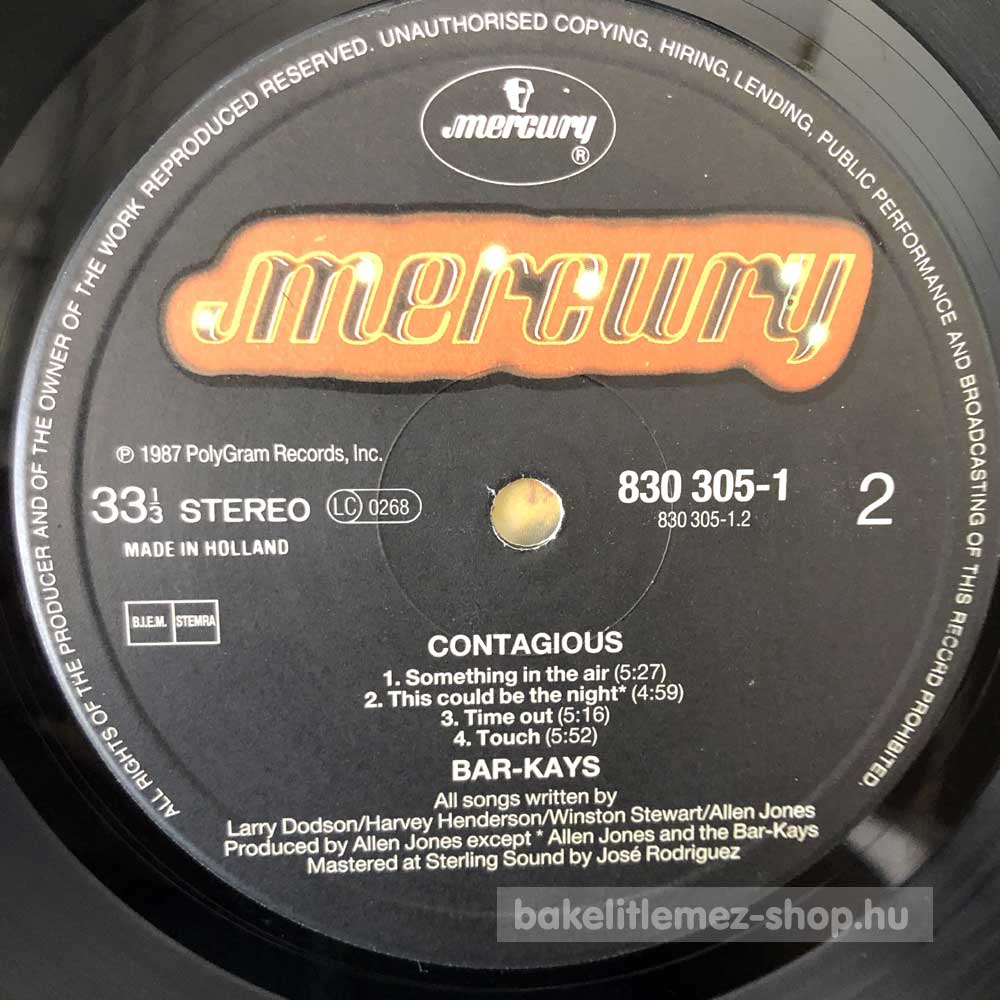 ALL RIGHTS OF THE PRODUCER AND OF THE OWNER OF THE WORK REPRODUCED RESERVED. UNAUTHORISED COPYING, HIRING, LENDING, PUBLIC PERFORMANCE AND BROADCASTING OF THIS RECORD PROHIBITED.
mercury
®
mercury
℗ 1987 PolyGram Records, Inc.
33⅓ STEREO LC 0268
MADE IN HOLLAND
830 305-1
830 305-1.2
2
B.I.E.M. STEMRA
CONTAGIOUS
1. Something in the air (5:27)
2. This could be the night* (4:59)
3. Time out (5:16)
4. Touch (5:52)
BAR-KAYS
All songs written by
Larry Dodson/Harvey Henderson/Winston Stewart/Allen Jones
Produced by Allen Jones except * Allen Jones and the Bar-Kays
Mastered at Sterling Sound by José Rodriguez
bakelitlemez-shop.hu